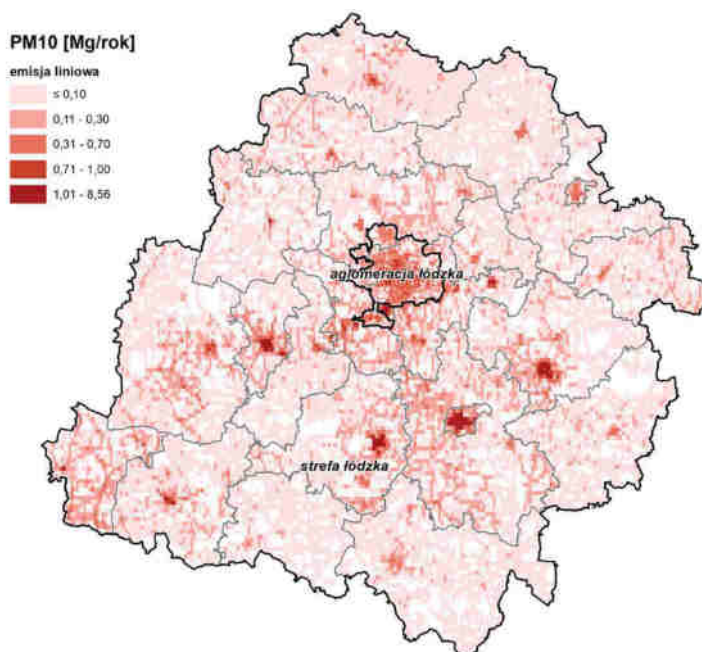 PM10 [Mg/rok]
emisja liniowa
≤ 0,10
0,11 - 0,30
0,31 - 0,70
0,71 - 1,00
1,01 - 8,56
aglomeracja łódzka
strefa łódzka